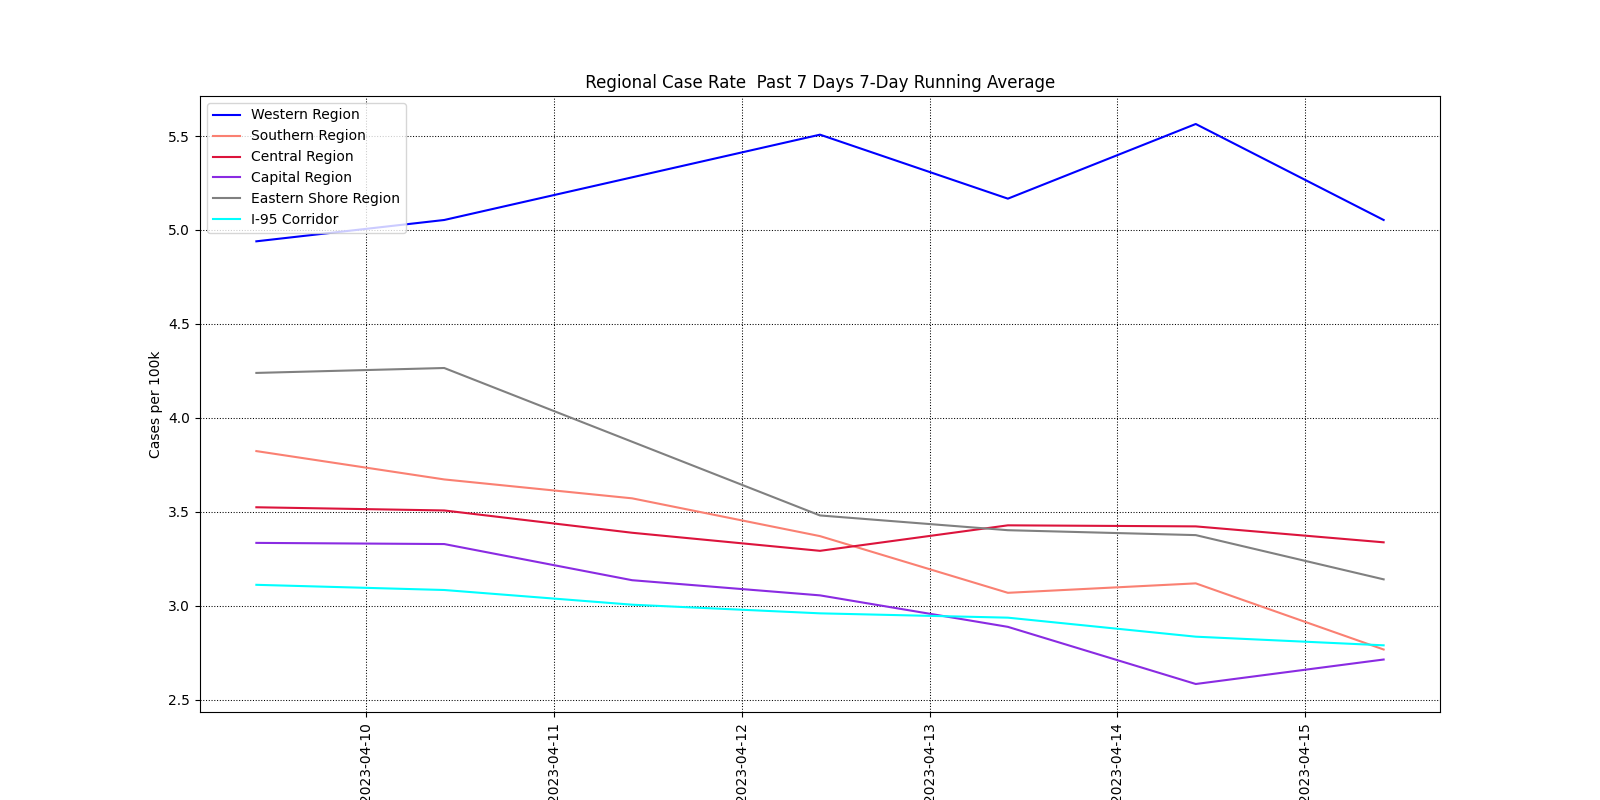 Regional Case Rate  Past 7 Days 7-Day Running Average
Western Region
Southern Region
Central Region
Capital Region
Eastern Shore Region
I-95 Corridor
5.5
5.0
4.5
4.0
3.5
3.0
2.5
Cases per 100k
2023-04-10
2023-04-11
2023-04-12
2023-04-13
2023-04-14
2023-04-15